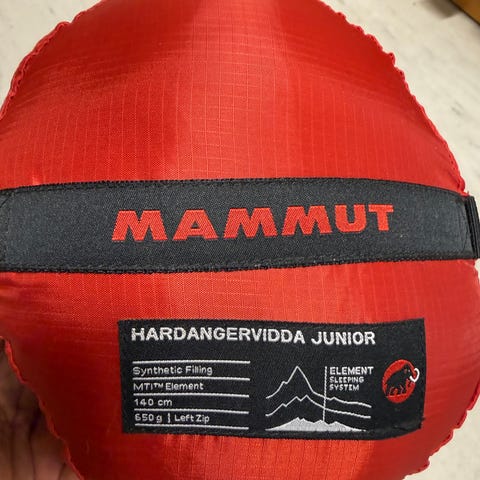 MAMMUT
HARDANGERVIDDA JUNIOR
Synthetic Filling
MTI™ Element
140 cm
650 g | Left Zip
ELEMENT
SLEEPING
SYSTEM